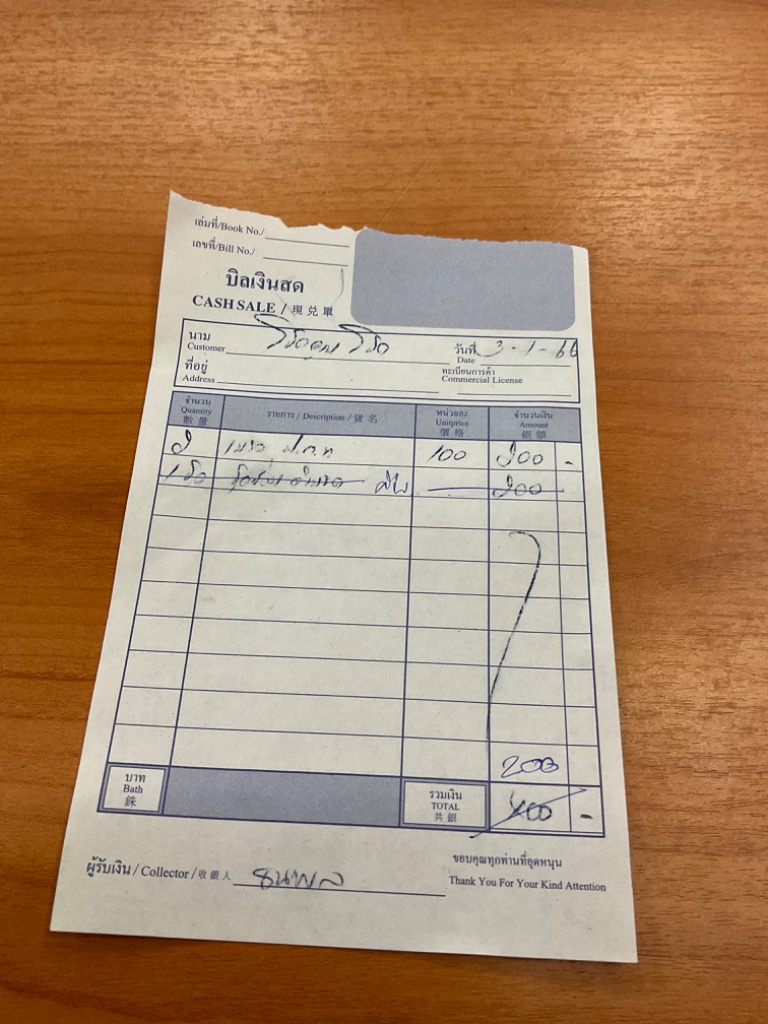 เล่มที่/Book No./
เลขที่/Bill No./
บิลเงินสด
CASH SALE / 現兑單
นาม
Customer
วันที่ 3-1-66
Date
ที่อยู่
Address
ทะเบียนการค้า
Commercial License
จำนวน
Quantity
數量
รายการ / Description / 貨名
หน่วยละ
Unitprice
價格
จำนวนเงิน
Amount
銀額
2 100 200 -
200
200
บาท
Bath
銖
รวมเงิน
TOTAL
共銀
400 -
ผู้รับเงิน / Collector / 收銀人 ธนพล
ขอบคุณทุกท่านที่อุดหนุน
Thank You For Your Kind Attention